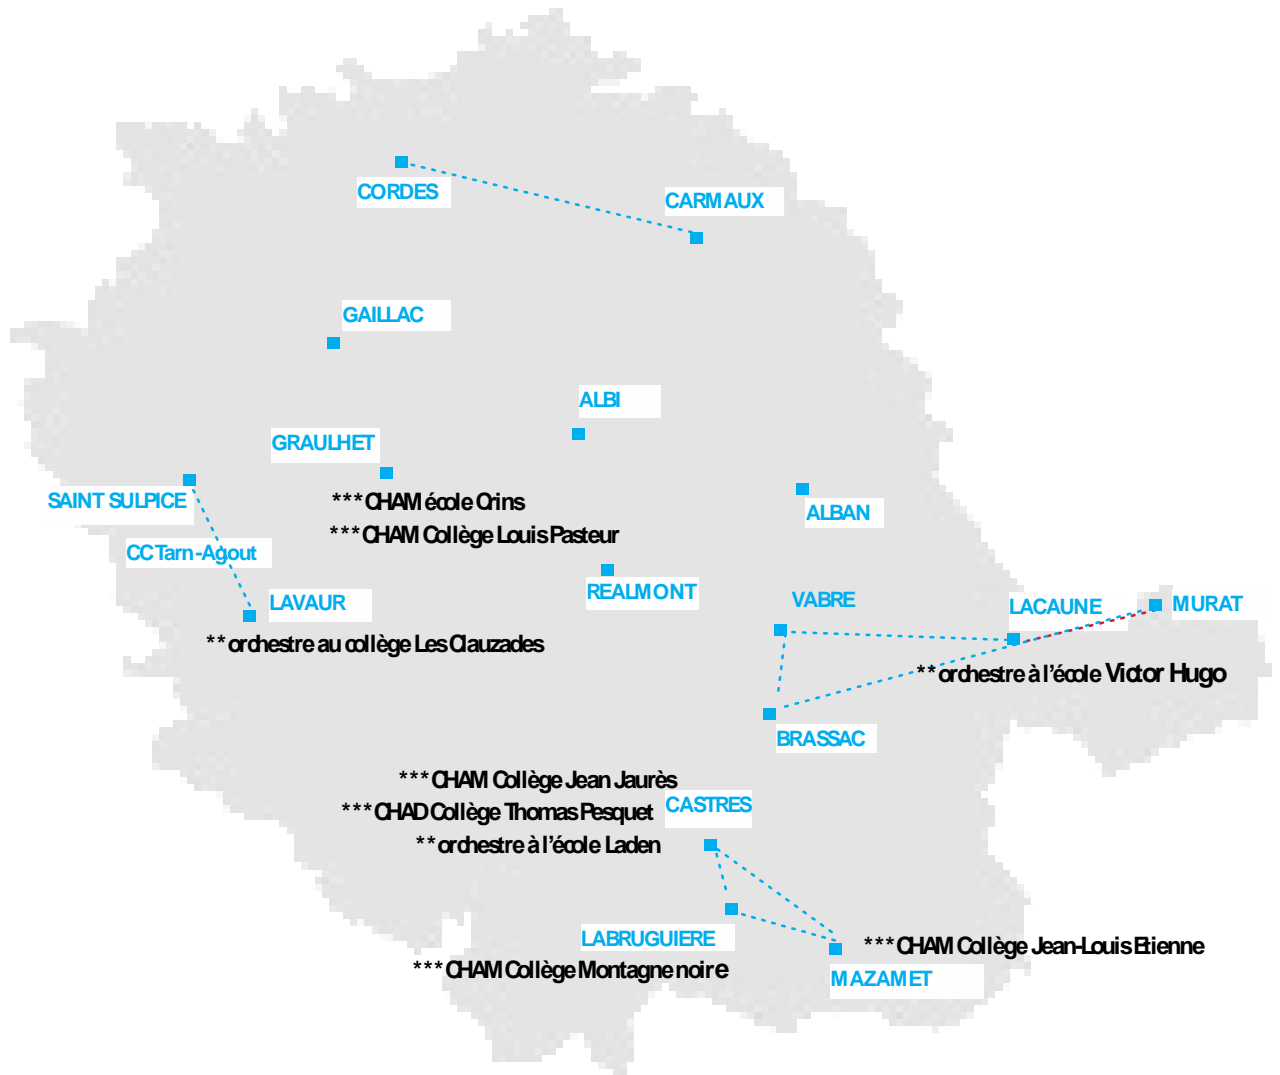 CORDES
CARMAUX
GAILLAC
ALBI
GRAULHET
SAINT SULPICE
***CHAM école Crins
ALBAN
***CHAM Collège Louis Pasteur
CC Tarn-Agout
REALMONT
LAVAUR
VABRE
LACAUNE
MURAT
**orchestre au collège Les Clauzades
**orchestre à l'école Victor Hugo
BRASSAC
***CHAM Collège Jean Jaurès
***CHAD Collège Thomas Pesquet
CASTRES
**orchestre à l'école Laden
LABRUGUIERE
***CHAM Collège Jean-Louis Etienne
***CHAM Collège Montagne noire
MAZAMET